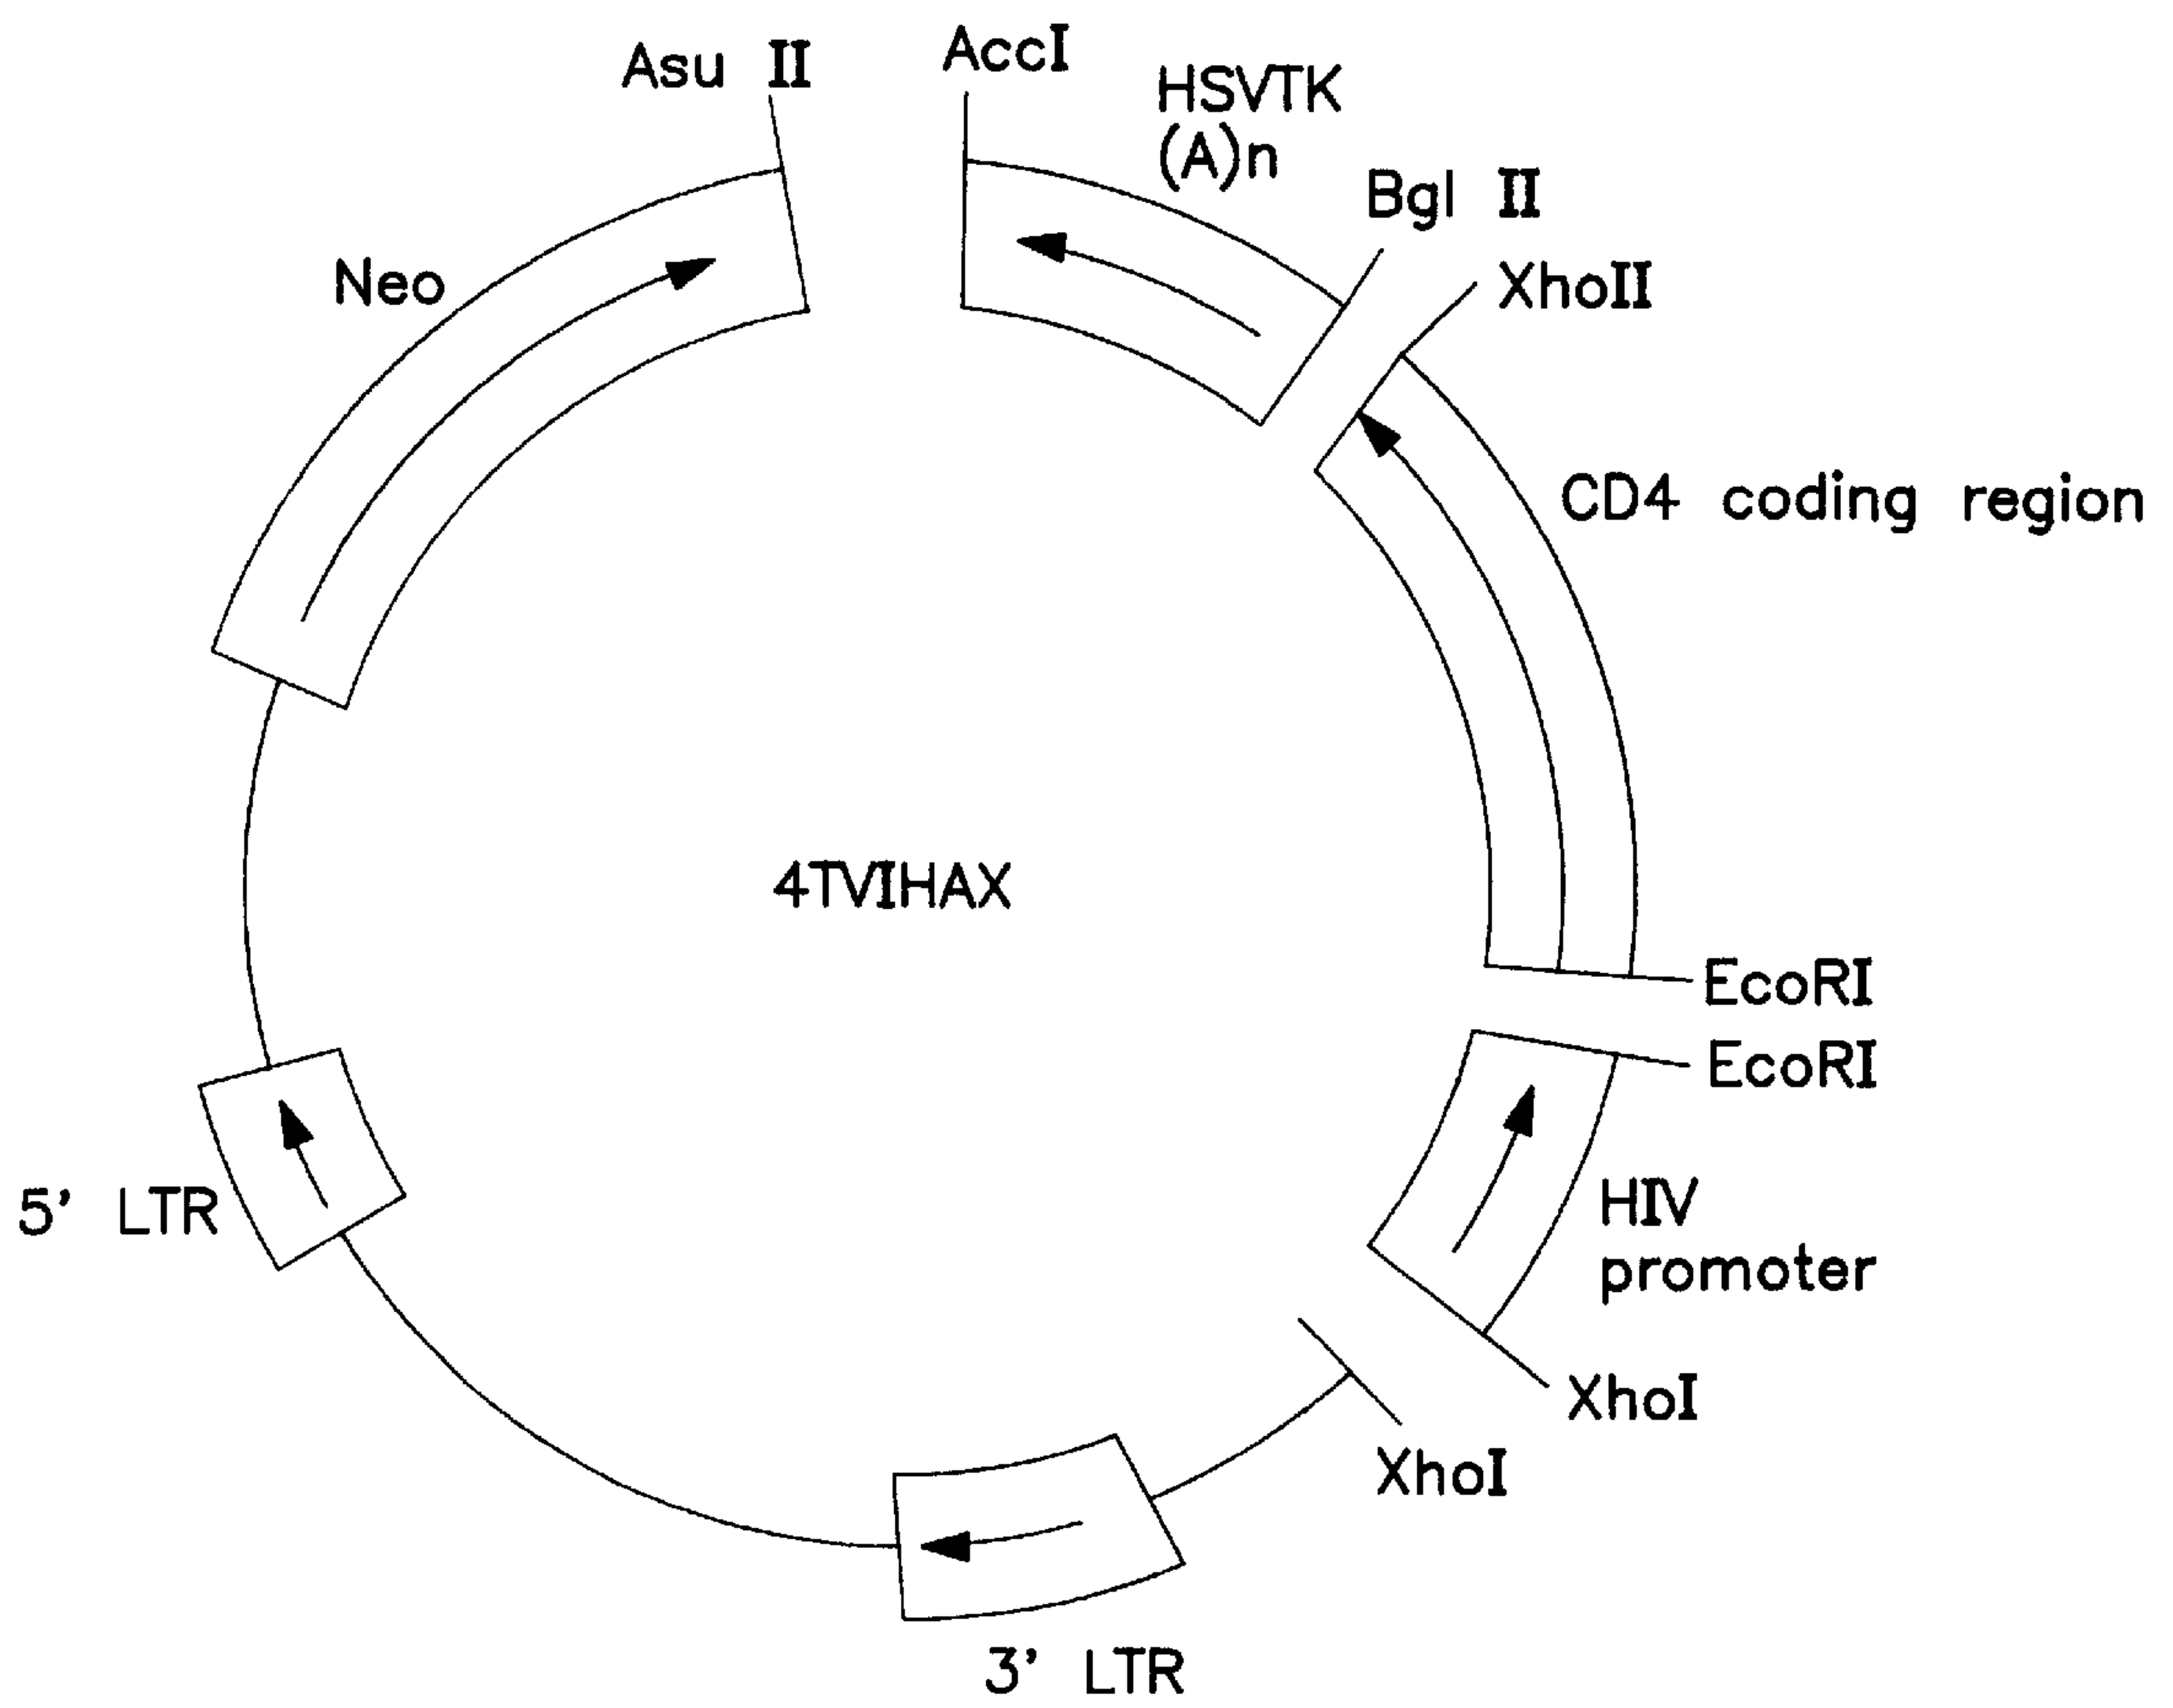 Asu II
AccI
HSVTK
(A)n
Bgl II
XhoII
Neo
CD4 coding region
4TVIHAX
EcoRI
EcoRI
5' LTR
HIV
promoter
XhoI
XhoI
3' LTR